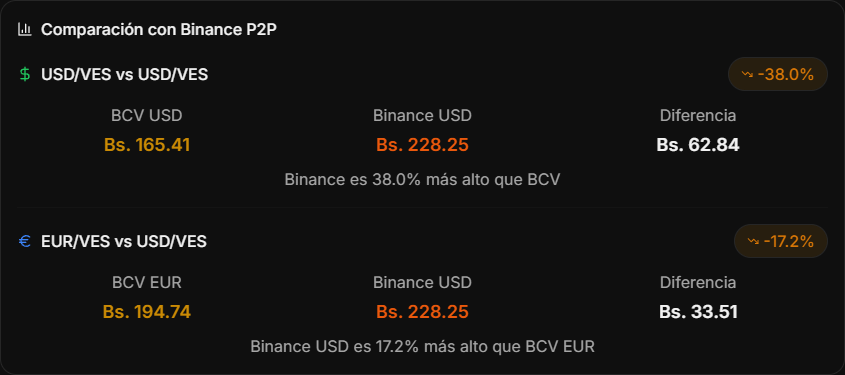 Comparación con Binance P2P
USD/VES vs USD/VES
-38.0%
BCV USD Binance USD Diferencia
Bs. 165.41 Bs. 228.25 Bs. 62.84
Binance es 38.0% más alto que BCV
EUR/VES vs USD/VES
-17.2%
BCV EUR Binance USD Diferencia
Bs. 194.74 Bs. 228.25 Bs. 33.51
Binance USD es 17.2% más alto que BCV EUR